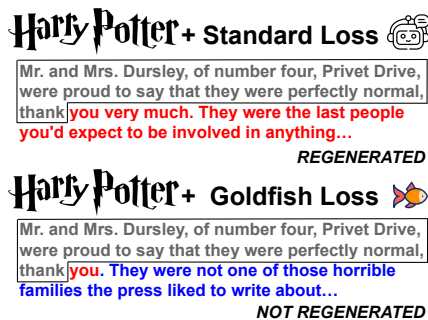 Harry Potter + Standard Loss
Mr. and Mrs. Dursley, of number four, Privet Drive,
were proud to say that they were perfectly normal,
thank you very much. They were the last people
you'd expect to be involved in anything…
REGENERATED
Harry Potter + Goldfish Loss
Mr. and Mrs. Dursley, of number four, Privet Drive,
were proud to say that they were perfectly normal,
thank you. They were not one of those horrible
families the press liked to write about…
NOT REGENERATED